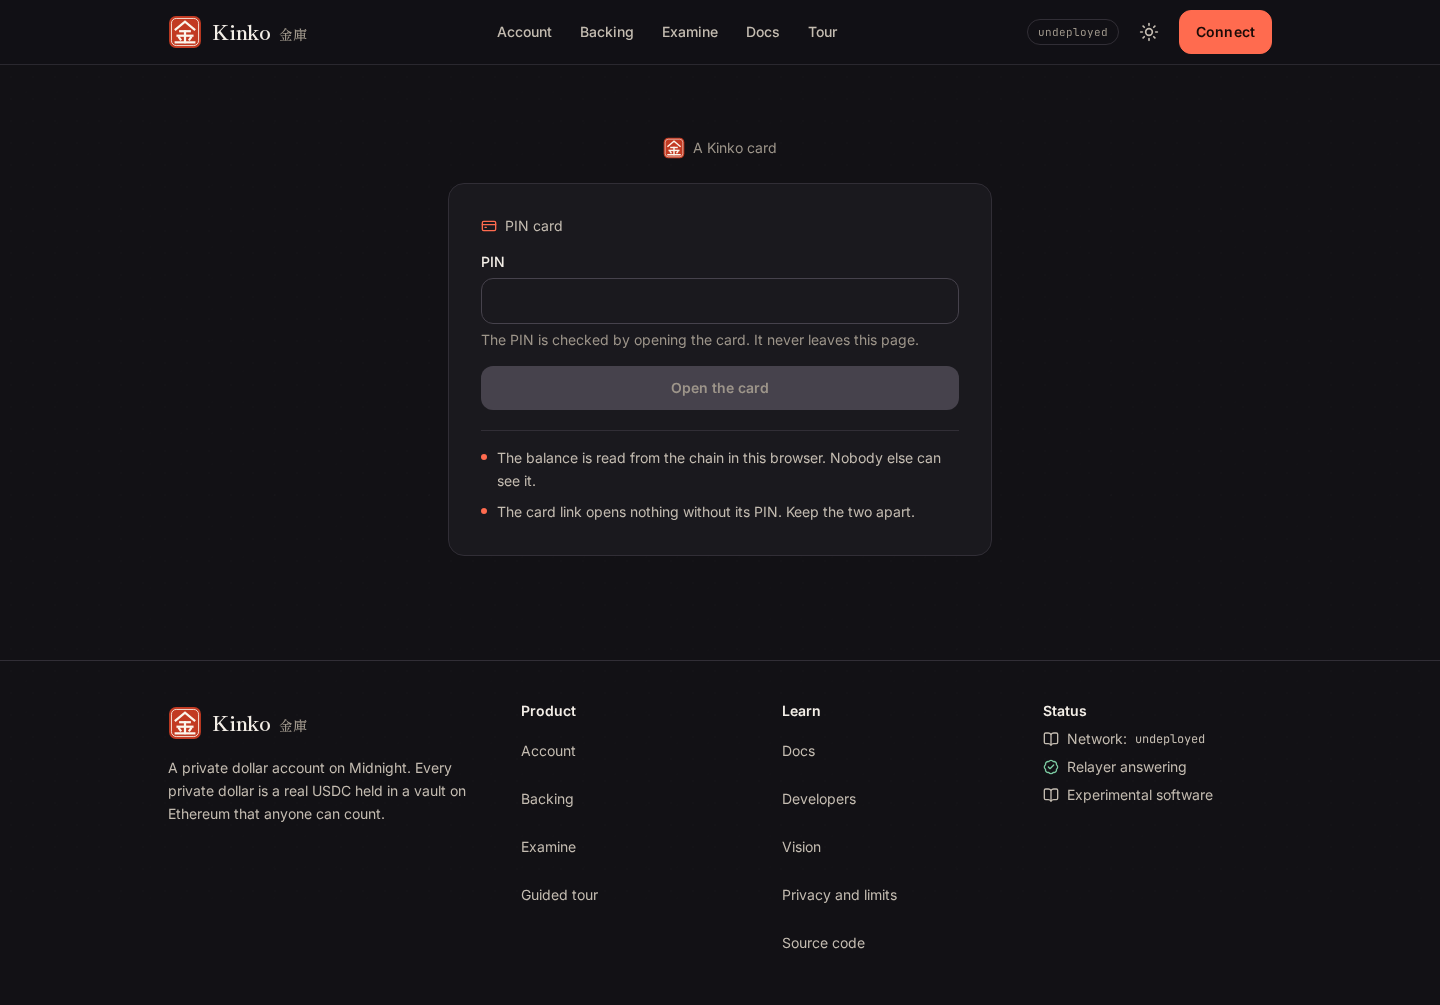 金 Kinko 金庫
Account
Backing
Examine
Docs
Tour
undeployed
Connect
金 A Kinko card
PIN card
PIN
The PIN is checked by opening the card. It never leaves this page.
Open the card
The balance is read from the chain in this browser. Nobody else can
see it.
The card link opens nothing without its PIN. Keep the two apart.
金 Kinko 金庫
A private dollar account on Midnight. Every
private dollar is a real USDC held in a vault on
Ethereum that anyone can count.
Product
Account
Backing
Examine
Guided tour
Learn
Docs
Developers
Vision
Privacy and limits
Source code
Status
Network: undeployed
Relayer answering
Experimental software